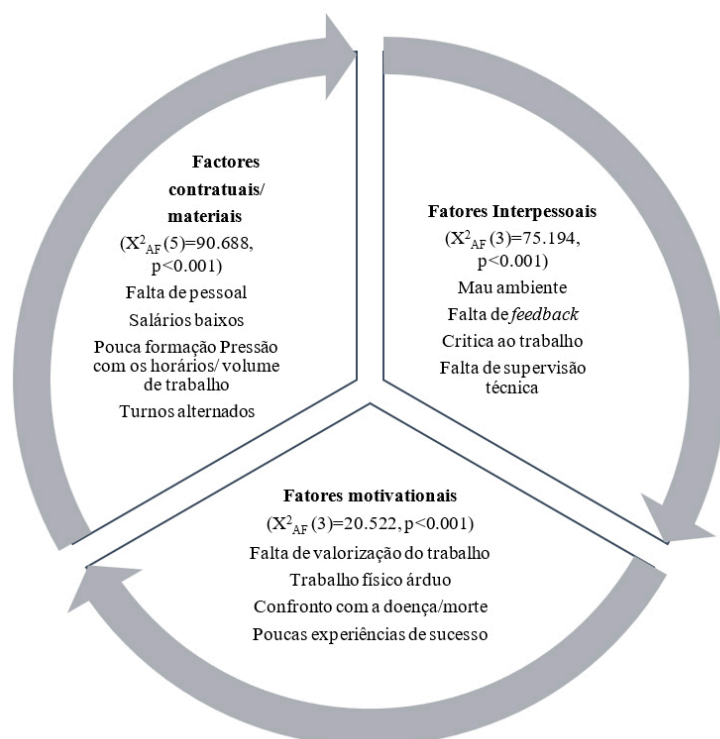 Factores
contratuais/
materiais
(X²AF(5)=90.688,
p<0.001)
Falta de pessoal
Salários baixos
Pouca formação Pressão
com os horários/ volume
de trabalho
Turnos alternados
Fatores Interpessoais
(X²AF (3)=75.194,
p<0.001)
Mau ambiente
Falta de feedback
Critica ao trabalho
Falta de supervisão
técnica
Fatores motivationais
(X²AF (3)=20.522, p<0.001)
Falta de valorização do trabalho
Trabalho físico árduo
Confronto com a doença/morte
Poucas experiências de sucesso